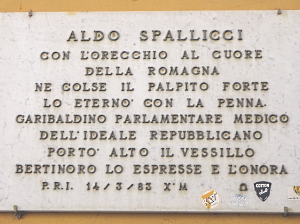 ALDO SPALLICCI
CON L'ORECCHIO AL CUORE
DELLA ROMAGNA
NE COLSE IL PALPITO FORTE
LO ETERNO' CON LA PENNA.
GARIBALDINO PARLAMENTARE MEDICO
DELL'IDEALE REPUBBLICANO
PORTO' ALTO IL VESSILLO
BERTINORO LO ESPRESSE E L'ONORA
P.R.I. 14/3/83 X°M Ω
COTTON